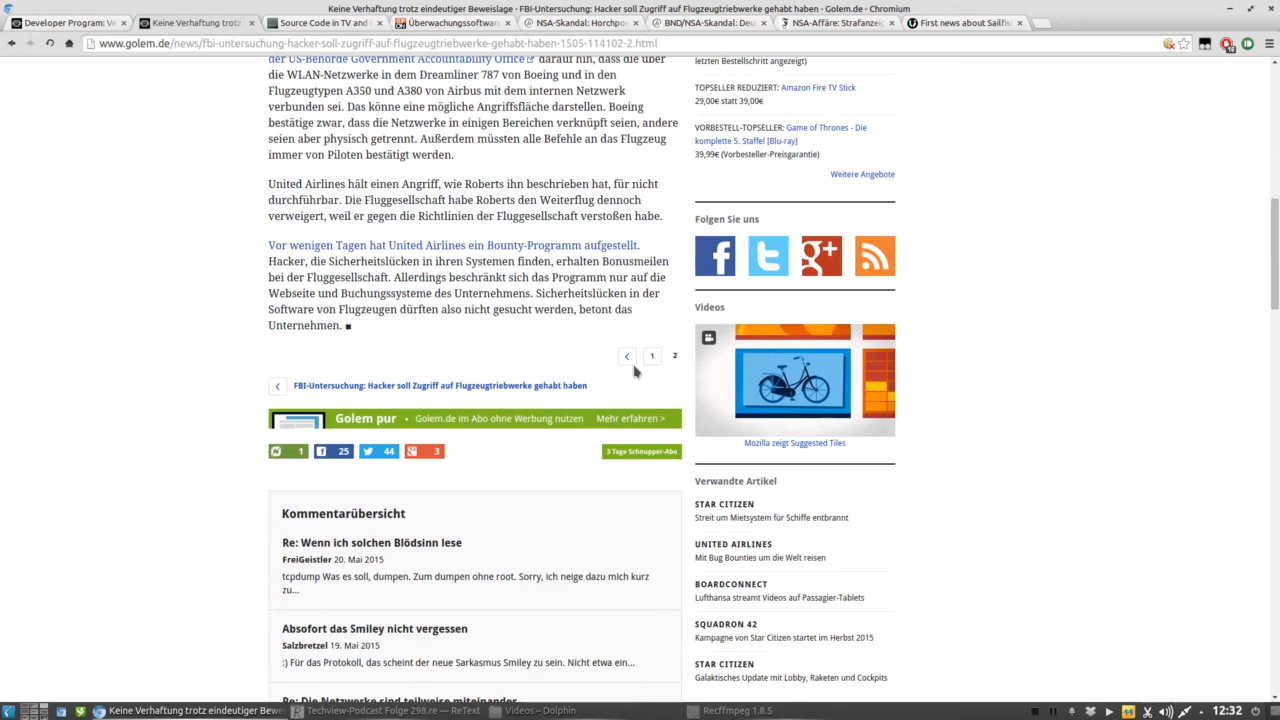 Keine Verhaftung trotz eindeutiger Beweislage - FBI-Untersuchung: Hacker soll Zugriff auf Flugzeugtriebwerke gehabt haben - Golem.de - Chromium
Developer Program: Ve
Keine Verhaftung trotz
Source Code in TV and
Überwachungssoftware
NSA-Skandal: Horchpos
BND/NSA-Skandal: Deut
NSA-Affäre: Strafanzeig
First news about Sailfis
www.golem.de/news/fbi-untersuchung-hacker-soll-zugriff-auf-flugzeugtriebwerke-gehabt-haben-1505-114102-2.html
der US-Behörde Government Accountability Office darauf hin, dass die über
die WLAN-Netzwerke in dem Dreamliner 787 von Boeing und in den
Flugzeugtypen A350 und A380 von Airbus mit dem internen Netzwerk
verbunden sei. Das könne eine mögliche Angriffsfläche darstellen. Boeing
bestätige zwar, dass die Netzwerke in einigen Bereichen verknüpft seien, andere
seien aber physisch getrennt. Außerdem müssten alle Befehle an das Flugzeug
immer von Piloten bestätigt werden.
United Airlines hält einen Angriff, wie Roberts ihn beschrieben hat, für nicht
durchführbar. Die Fluggesellschaft habe Roberts den Weiterflug dennoch
verweigert, weil er gegen die Richtlinien der Fluggesellschaft verstoßen habe.
Vor wenigen Tagen hat United Airlines ein Bounty-Programm aufgestellt.
Hacker, die Sicherheitslücken in ihren Systemen finden, erhalten Bonusmeilen
bei der Fluggesellschaft. Allerdings beschränkt sich das Programm nur auf die
Webseite und Buchungssysteme des Unternehmens. Sicherheitslücken in der
Software von Flugzeugen dürften also nicht gesucht werden, betont das
Unternehmen. ■
1 2
FBI-Untersuchung: Hacker soll Zugriff auf Flugzeugtriebwerke gehabt haben
Golem pur • Golem.de im Abo ohne Werbung nutzen Mehr erfahren >
1 25 44 3 3 Tage Schnupper-Abo
Kommentarübersicht
Re: Wenn ich solchen Blödsinn lese
FreiGeistler 20. Mai 2015
tcpdump Was es soll, dumpen. Zum dumpen ohne root. Sorry, ich neige dazu mich kurz
zu...
Absofort das Smiley nicht vergessen
Salzbretzel 19. Mai 2015
:) Für das Protokoll, das scheint der neue Sarkasmus Smiley zu sein. Nicht etwa ein...
Re: Die Netzwerke sind teilweise miteinander
letzten Bestellschritt angezeigt)
TOPSELLER REDUZIERT: Amazon Fire TV Stick
29,00€ statt 39,00€
VORBESTELL-TOPSELLER: Game of Thrones - Die
komplette 5. Staffel [Blu-ray]
39,99€ (Vorbesteller-Preisgarantie)
Weitere Angebote
Folgen Sie uns
Videos
Mozilla zeigt Suggested Tiles
Verwandte Artikel
STAR CITIZEN
Streit um Mietsystem für Schiffe entbrannt
UNITED AIRLINES
Mit Bug Bounties um die Welt reisen
BOARDCONNECT
Lufthansa streamt Videos auf Passagier-Tablets
SQUADRON 42
Kampagne von Star Citizen startet im Herbst 2015
STAR CITIZEN
Galaktisches Update mit Lobby, Raketen und Cockpits
Keine Verhaftung trotz eindeutiger Bewe
Techview-Podcast Folge 298.re — ReText
Videos – Dolphin
Recffmpeg 1.8.5
12:32